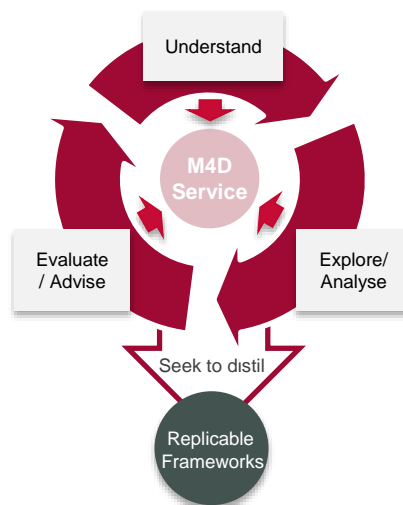 Understand
M4D
Service
Evaluate
/ Advise
Explore/
Analyse
Seek to distil
Replicable
Frameworks